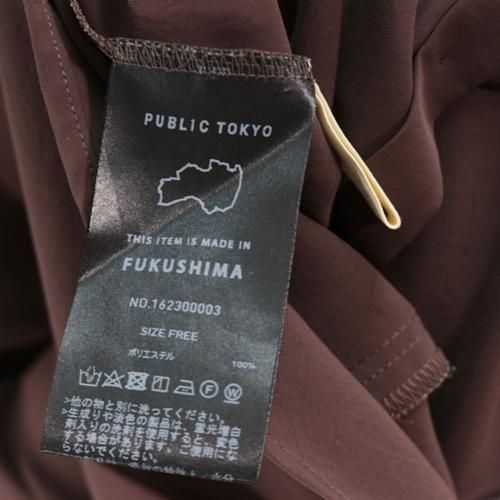 PUBLIC TOKYO
THIS ITEM IS MADE IN
FUKUSHIMA
NO.162300003
SIZE FREE
ポリエステル 100%
F W
>他の物と別に洗ってください。
>生成りや淡色の製品は、蛍光増白
剤入りの洗剤を使用すると、変色
する場合があります。ご使用にな
らないでください。